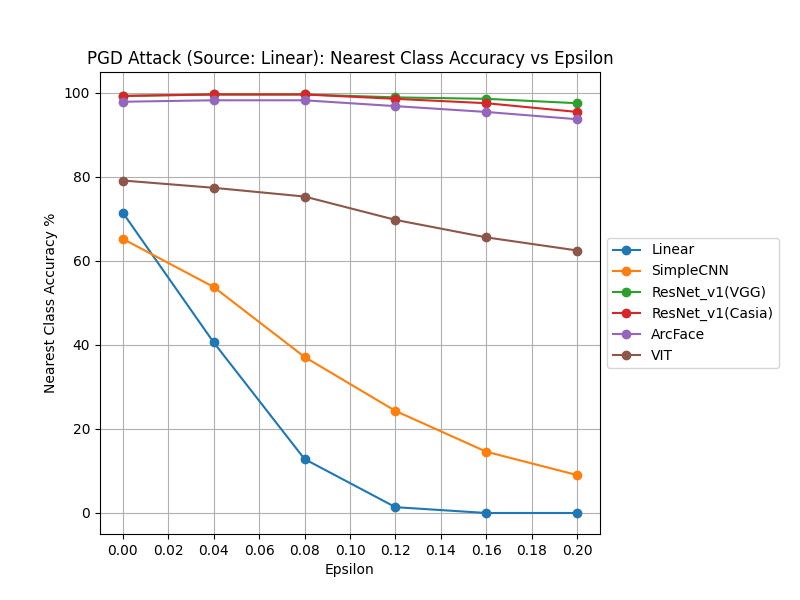 PGD Attack (Source: Linear): Nearest Class Accuracy vs Epsilon
Nearest Class Accuracy %
100
80
60
40
20
0
0.00 0.02 0.04 0.06 0.08 0.10 0.12 0.14 0.16 0.18 0.20
Epsilon
Linear
SimpleCNN
ResNet_v1(VGG)
ResNet_v1(Casia)
ArcFace
VIT